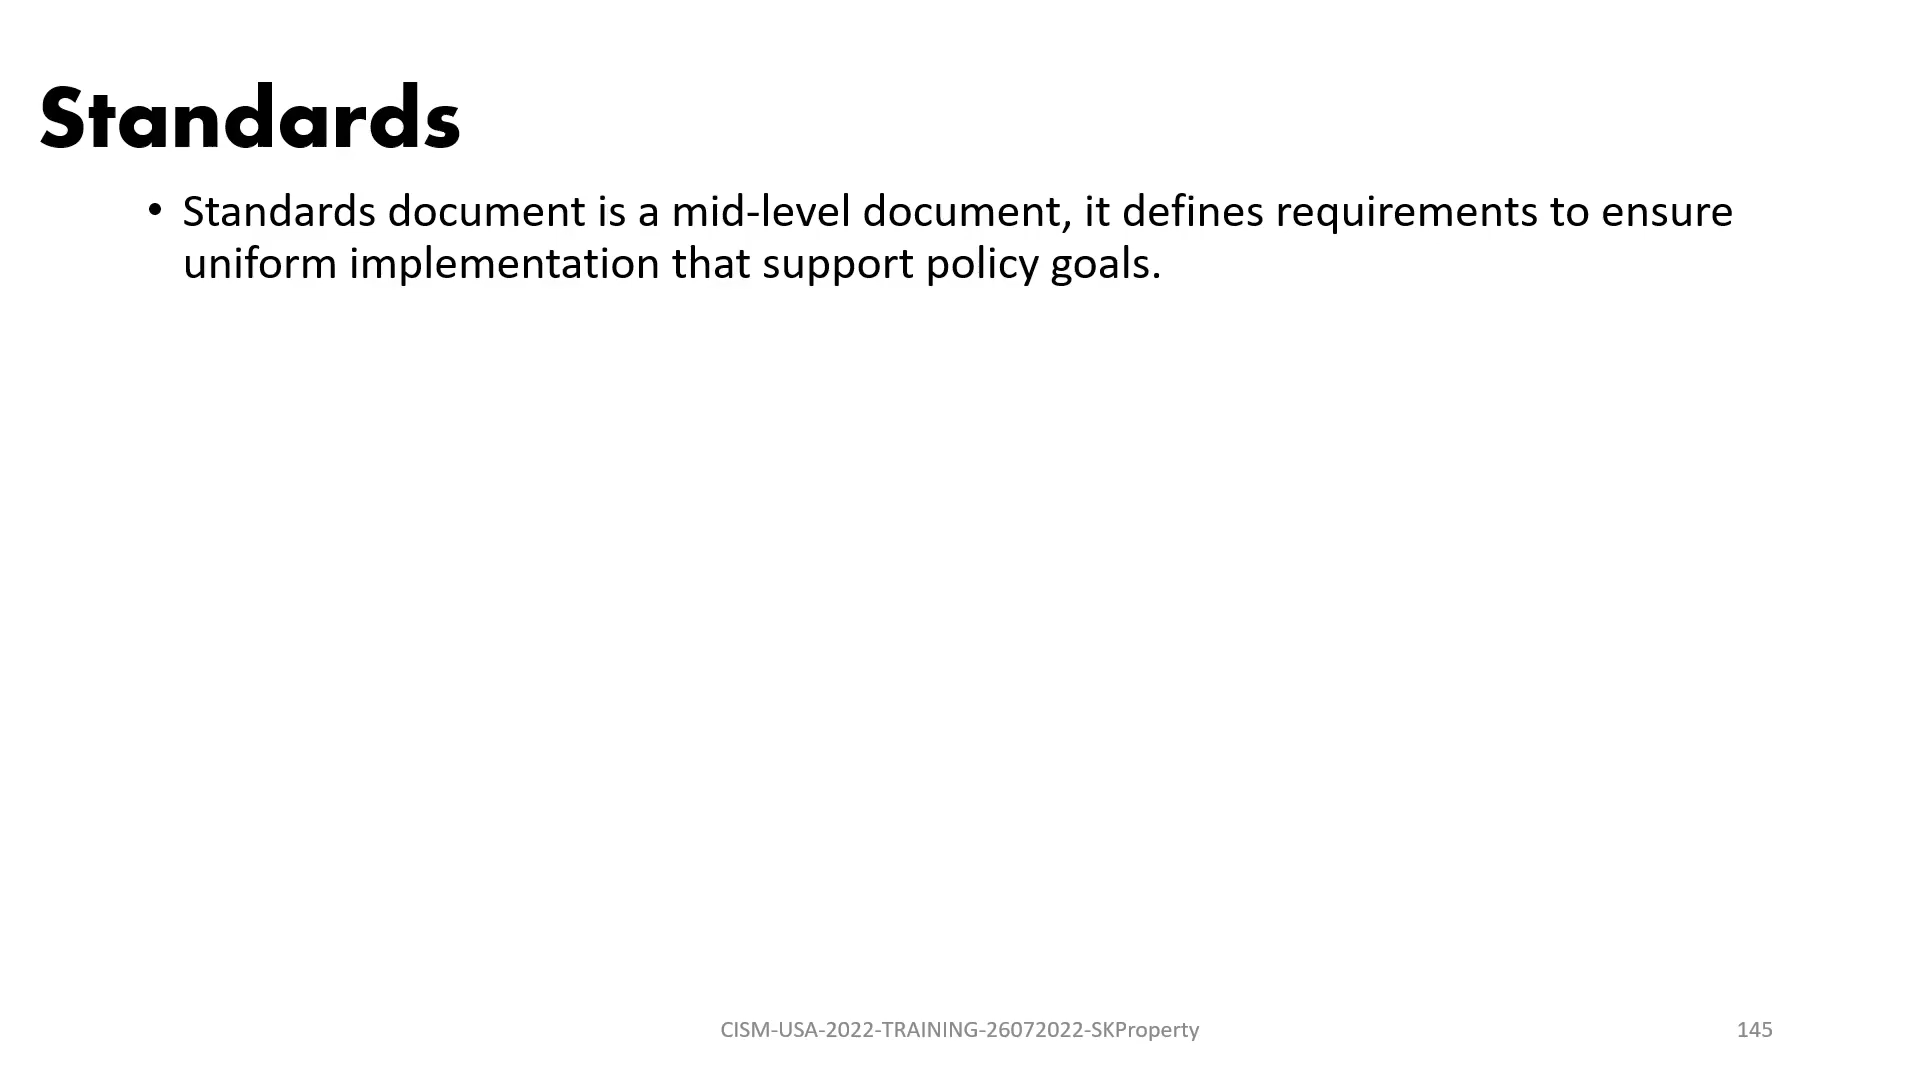 Standards
• Standards document is a mid-level document, it defines requirements to ensure
uniform implementation that support policy goals.
CISM-USA-2022-TRAINING-26072022-SKProperty
145